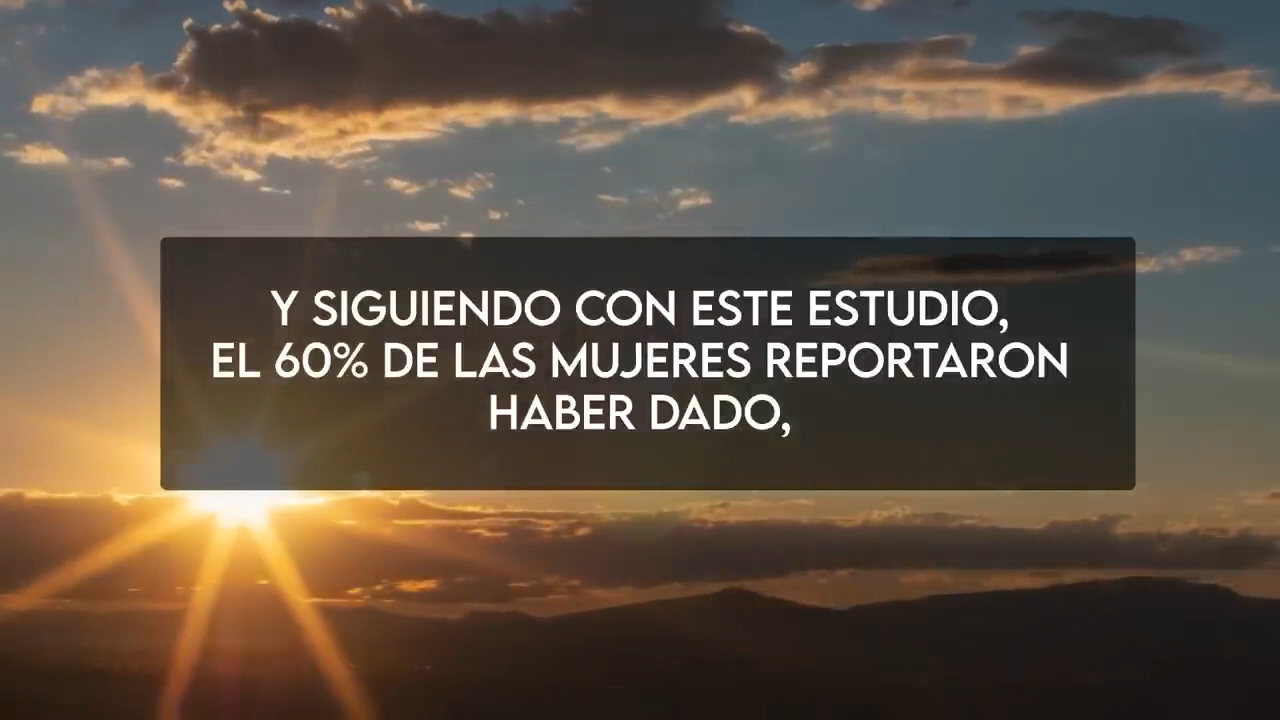 Y SIGUIENDO CON ESTE ESTUDIO,
EL 60% DE LAS MUJERES REPORTARON
HABER DADO,